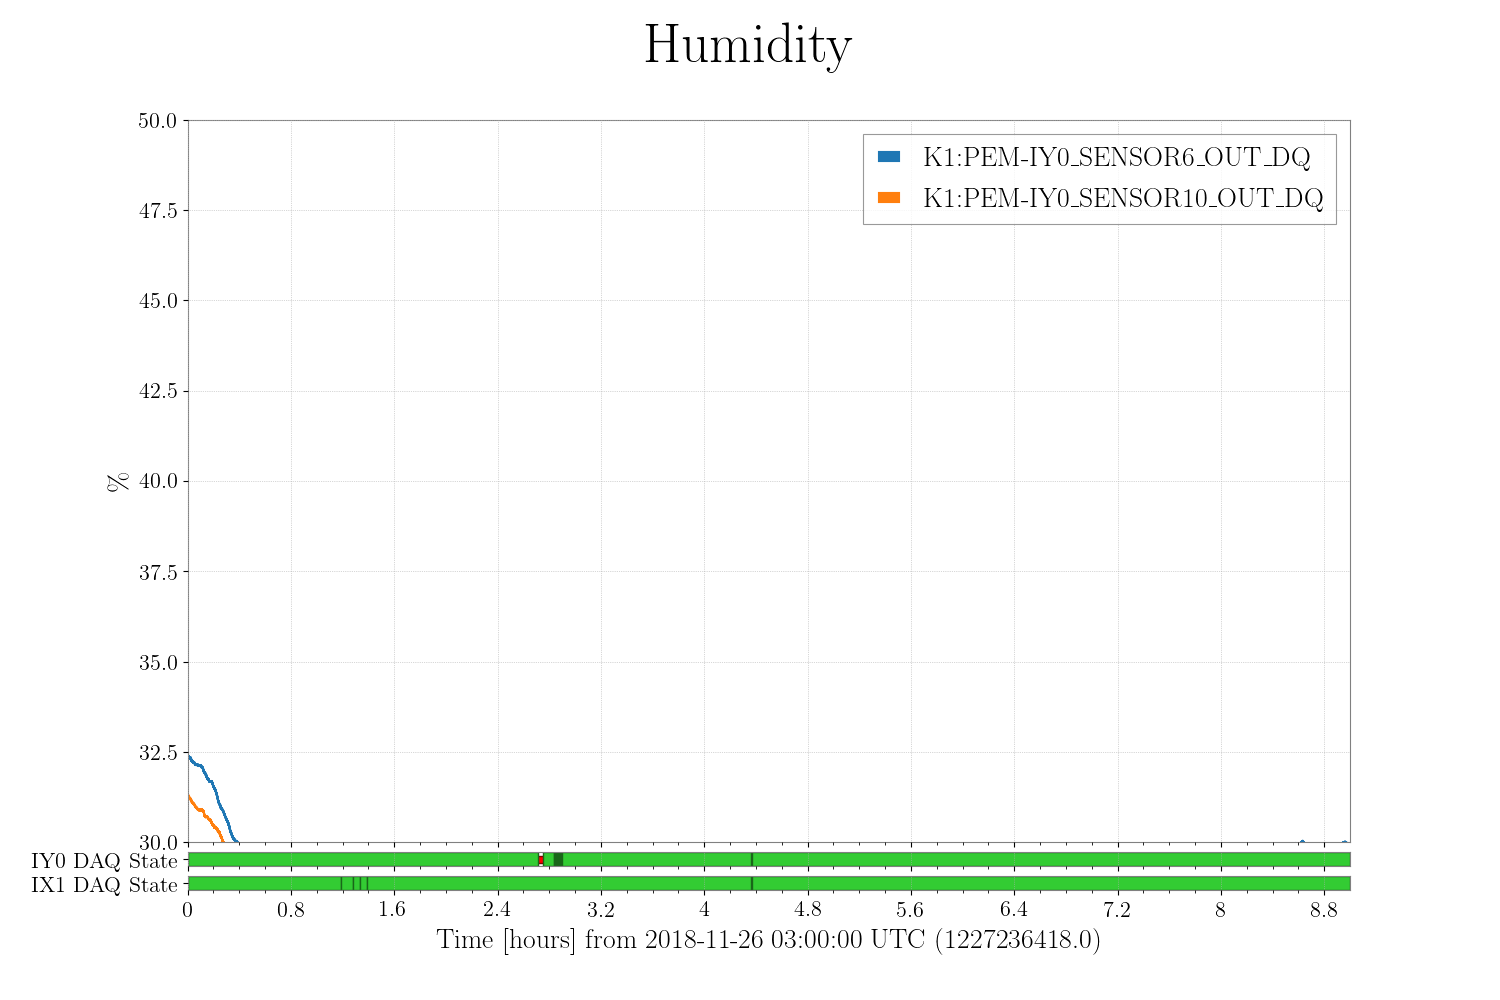 Humidity
50.0
47.5
45.0
42.5
40.0
37.5
35.0
32.5
30.0
%
K1:PEM-IY0_SENSOR6_OUT_DQ
K1:PEM-IY0_SENSOR10_OUT_DQ
IY0 DAQ State
IX1 DAQ State
0 0.8 1.6 2.4 3.2 4 4.8 5.6 6.4 7.2 8 8.8
Time [hours] from 2018-11-26 03:00:00 UTC (1227236418.0)